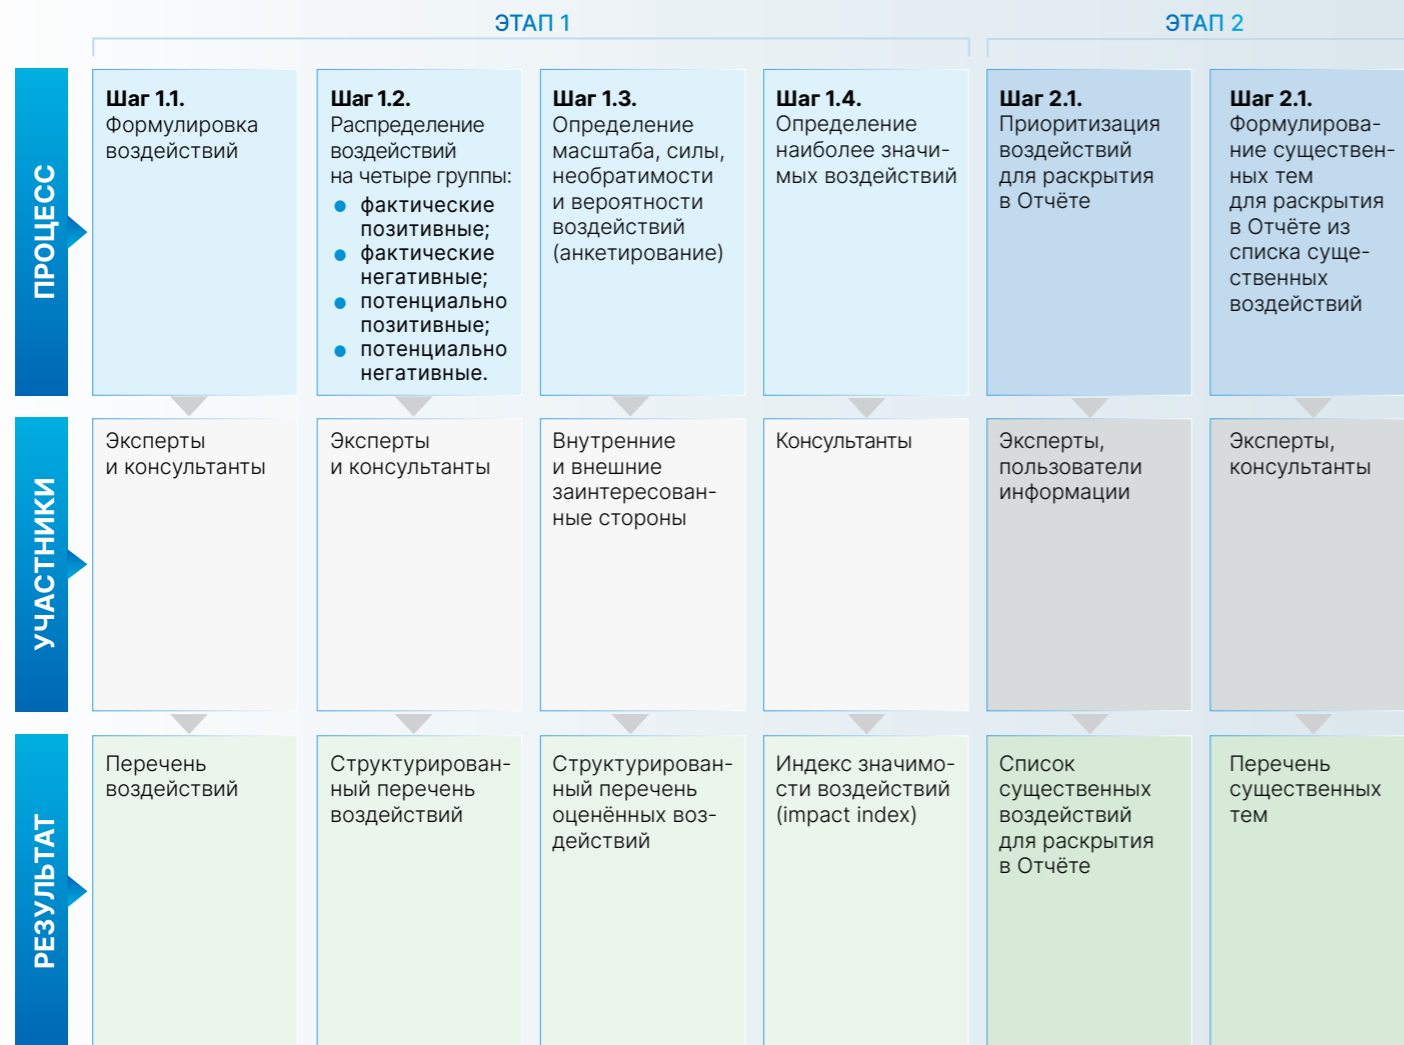 ЭТАП 1
ЭТАП 2
ПРОЦЕСС
Шаг 1.1.
Формулировка
воздействий
Шаг 1.2.
Распределение
воздействий
на четыре группы:
фактические
позитивные;
фактические
негативные;
потенциально
позитивные;
потенциально
негативные.
Шаг 1.3.
Определение
масштаба, силы,
необратимости
и вероятности
воздействий
(анкетирование)
Шаг 1.4.
Определение
наиболее значи-
мых воздействий
Шаг 2.1.
Приоритизация
воздействий
для раскрытия
в Отчёте
Шаг 2.1.
Формулирова-
ние существен-
ных тем
для раскрытия
в Отчёте из
списка суще-
ственных
воздействий
УЧАСТНИКИ
Эксперты
и консультанты
Эксперты
и консультанты
Внутренние
и внешние
заинтересован-
ные стороны
Консультанты
Эксперты,
пользователи
информации
Эксперты,
консультанты
РЕЗУЛЬТАТ
Перечень
воздействий
Структурирован-
ный перечень
воздействий
Структурирован-
ный перечень
оценённых воз-
действий
Индекс значимо-
сти воздействий
(impact index)
Список
существенных
воздействий
для раскрытия
в Отчёте
Перечень
существенных
тем